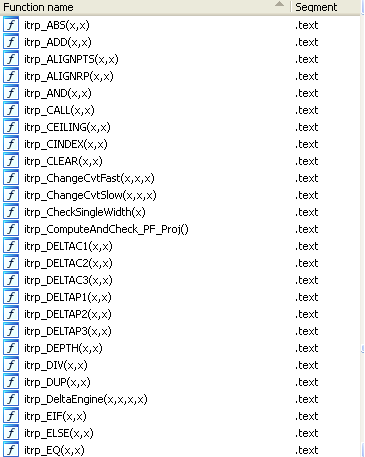 Function name Segment
f itrp_ABS(x,x) .text
f itrp_ADD(x,x) .text
f itrp_ALIGNPTS(x,x) .text
f itrp_ALIGNRP(x,x) .text
f itrp_AND(x,x) .text
f itrp_CALL(x,x) .text
f itrp_CEILING(x,x) .text
f itrp_CINDEX(x,x) .text
f itrp_CLEAR(x,x) .text
f itrp_ChangeCvtFast(x,x,x) .text
f itrp_ChangeCvtSlow(x,x,x) .text
f itrp_CheckSingleWidth(x) .text
f itrp_ComputeAndCheck_PF_Proj() .text
f itrp_DELTAC1(x,x) .text
f itrp_DELTAC2(x,x) .text
f itrp_DELTAC3(x,x) .text
f itrp_DELTAP1(x,x) .text
f itrp_DELTAP2(x,x) .text
f itrp_DELTAP3(x,x) .text
f itrp_DEPTH(x,x) .text
f itrp_DIV(x,x) .text
f itrp_DUP(x,x) .text
f itrp_DeltaEngine(x,x,x,x) .text
f itrp_EIF(x,x) .text
f itrp_ELSE(x,x) .text
f itrp_EQ(x,x) .text